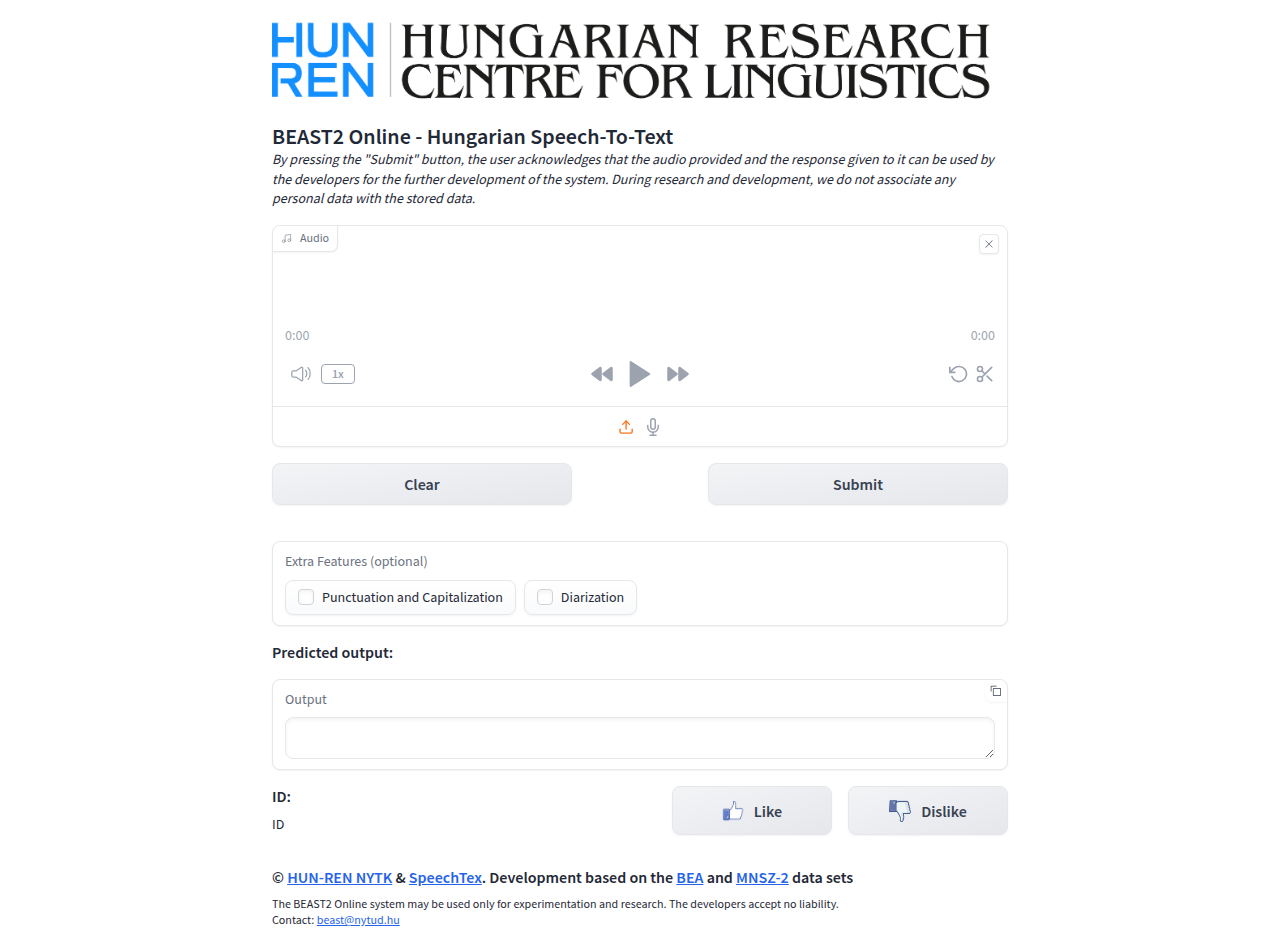 HUN
REN
HUNGARIAN RESEARCH
CENTRE FOR LINGUISTICS
BEAST2 Online - Hungarian Speech-To-Text
By pressing the "Submit" button, the user acknowledges that the audio provided and the response given to it can be used by
the developers for the further development of the system. During research and development, we do not associate any
personal data with the stored data.
Audio
0:00 0:00
1x
Clear Submit
Extra Features (optional)
Punctuation and Capitalization Diarization
Predicted output:
Output
ID:
ID
Like Dislike
© HUN-REN NYTK & SpeechTex. Development based on the BEA and MNSZ-2 data sets
The BEAST2 Online system may be used only for experimentation and research. The developers accept no liability.
Contact: beast@nytud.hu